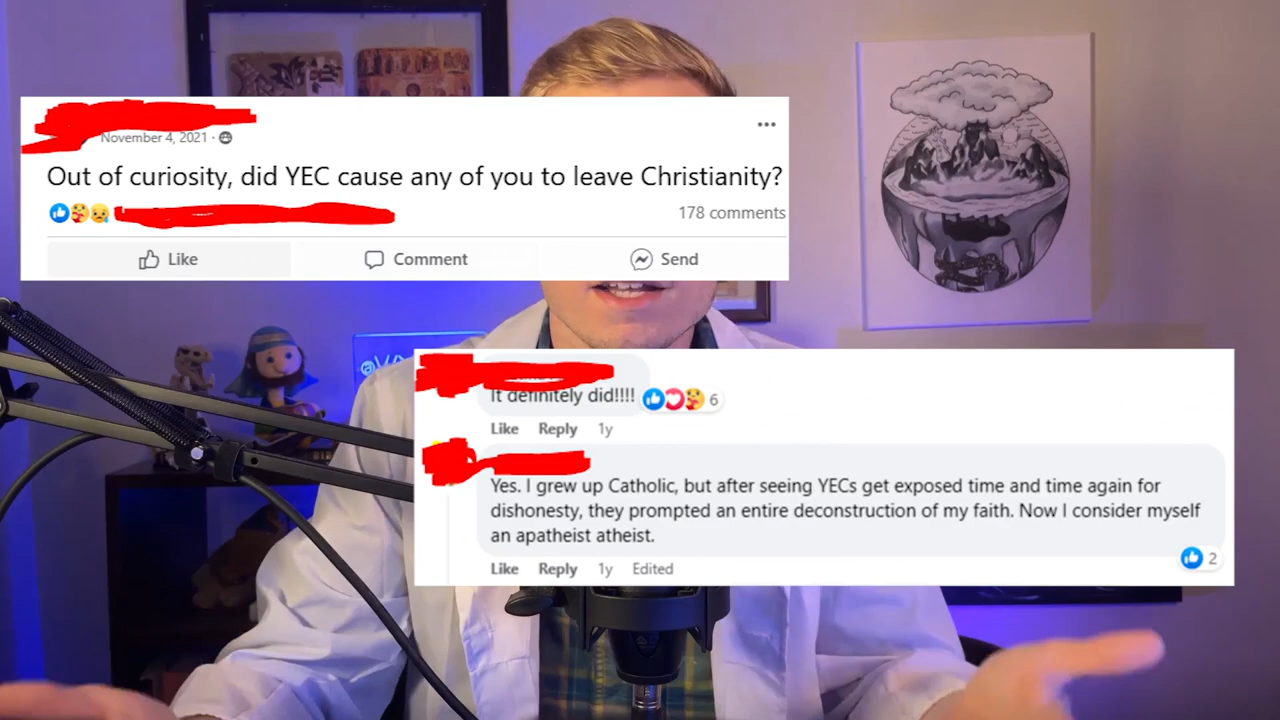 November 4, 2021
Out of curiosity, did YEC cause any of you to leave Christianity?
178 comments
Like Comment Send
It definitely did!!!! 6
Like Reply 1y
Yes. I grew up Catholic, but after seeing YECs get exposed time and time again for
dishonesty, they prompted an entire deconstruction of my faith. Now I consider myself
an apatheist atheist.
2
Like Reply 1y Edited